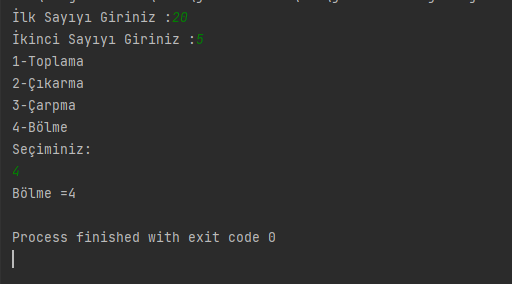 İlk Sayıyı Giriniz :20
İkinci Sayıyı Giriniz :5
1-Toplama
2-Çıkarma
3-Çarpma
4-Bölme
Seçiminiz:
4
Bölme =4
Process finished with exit code 0